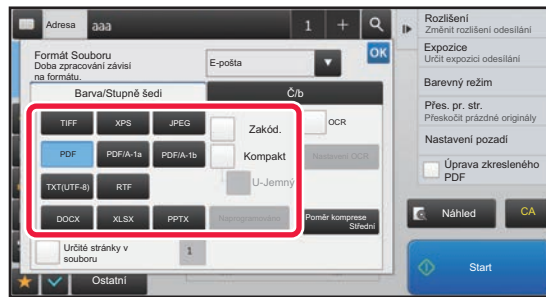 Adresa aaa 1 +
Formát Souboru
Doba zpracování závisí
na formátu.
E-pošta
OK
Barva/Stupně šedi
Č/b
TIFF XPS JPEG Zakód. OCR
PDF PDF/A-1a PDF/A-1b Kompakt Nastavení OCR
U-Jemný
TXT(UTF-8) RTF
DOCX XLSX PPTX Naprogramováno
Poměr komprese
Střední
Určité stránky v
souboru
1
Ostatní
Rozlišení
Změnit rozlišení odesílání
Expozice
Určit expozici odesílání
Barevný režim
Přes. pr. str.
Přeskočit prázdné originály
Nastavení pozadí
Úprava zkresleného
PDF
Náhled
CA
Start